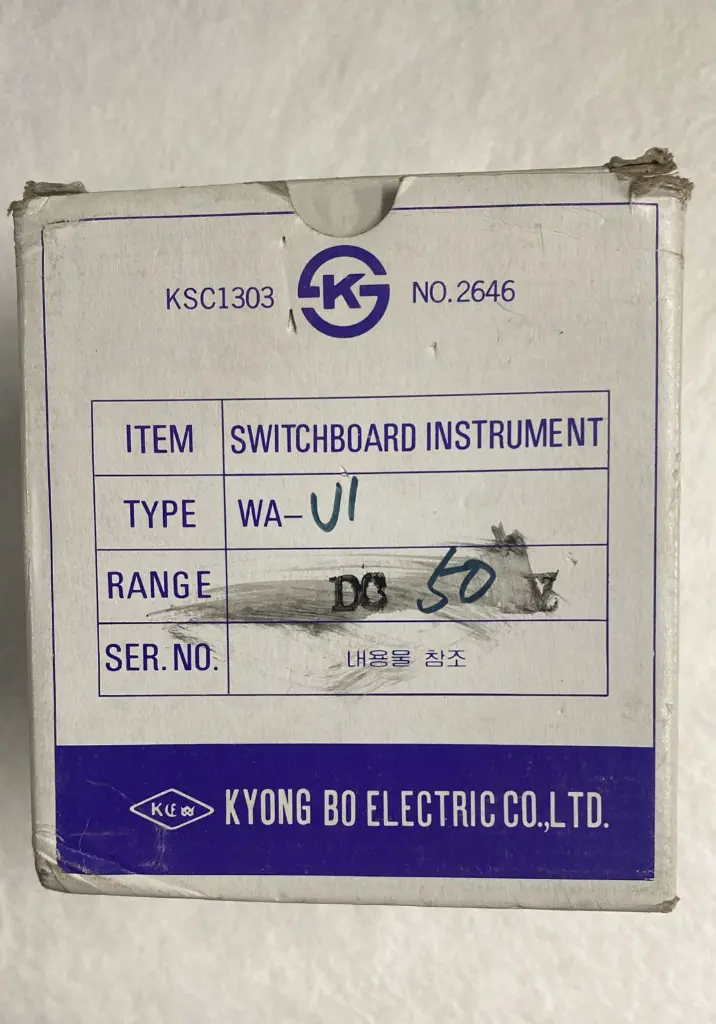 KSC1303 K NO.2646
ITEM SWITCHBOARD INSTRUMENT
TYPE WA-U1
RANGE DC 50 V
SER.NO. 내용물 참조
KYONG BO ELECTRIC CO.,LTD.